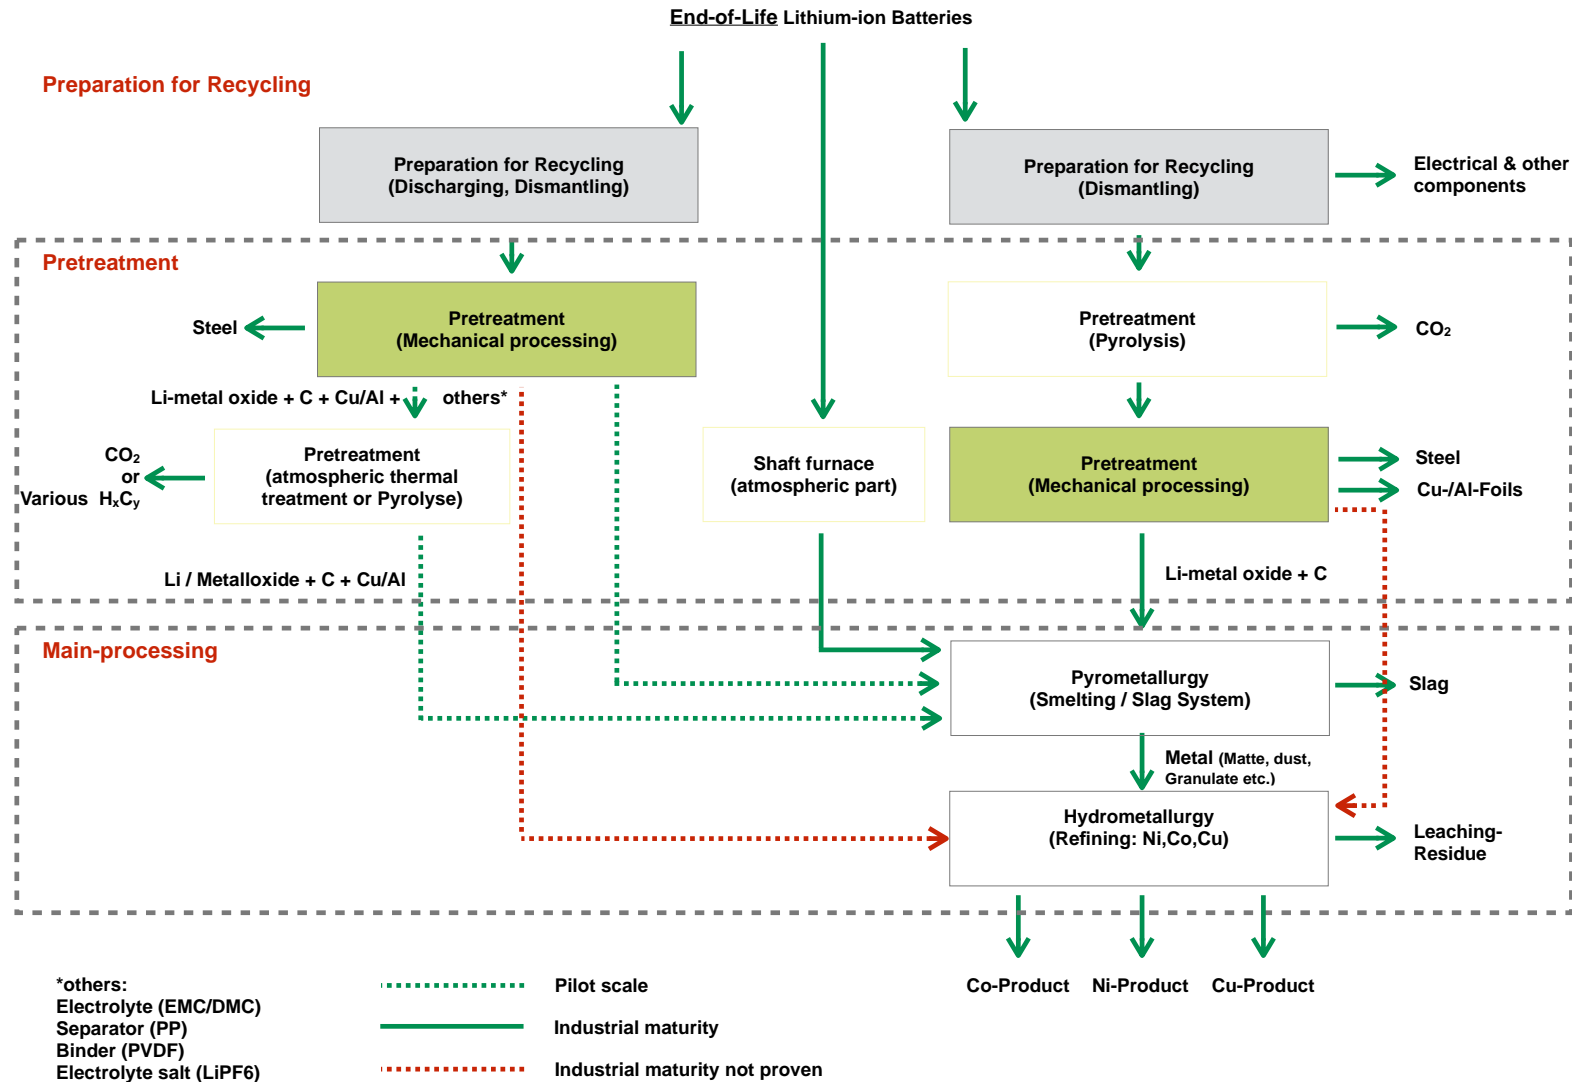 End-of-Life Lithium-ion Batteries
Preparation for Recycling
Preparation for Recycling
(Discharging, Dismantling)
Preparation for Recycling
(Dismantling)
Electrical & other
components
Pretreatment
Steel
Pretreatment
(Mechanical processing)
Pretreatment
(Pyrolysis)
CO₂
Li-metal oxide + C + Cu/Al + others*
CO₂
or
Various HₓCᵧ
Pretreatment
(atmospheric thermal
treatment or Pyrolyse)
Shaft furnace
(atmospheric part)
Pretreatment
(Mechanical processing)
Steel
Cu-/Al-Foils
Li / Metalloxide + C + Cu/Al
Li-metal oxide + C
Main-processing
Pyrometallurgy
(Smelting / Slag System)
Slag
Metal (Matte, dust,
Granulate etc.)
Hydrometallurgy
(Refining: Ni,Co,Cu)
Leaching-
Residue
Co-Product
Ni-Product
Cu-Product
*others:
Electrolyte (EMC/DMC)
Separator (PP)
Binder (PVDF)
Electrolyte salt (LiPF6)
Pilot scale
Industrial maturity
Industrial maturity not proven